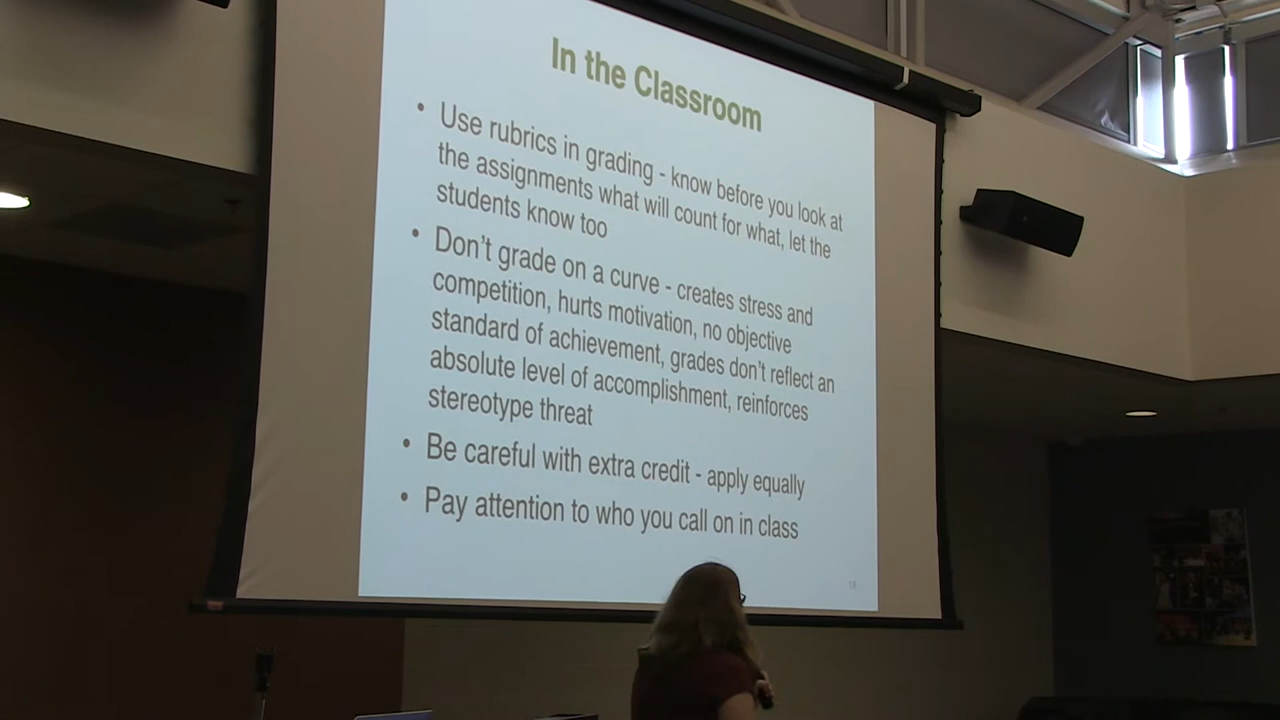 In the Classroom
• Use rubrics in grading - know before you look at
the assignments what will count for what, let the
students know too
• Don't grade on a curve - creates stress and
competition, hurts motivation, no objective
standard of achievement, grades don't reflect an
absolute level of accomplishment, reinforces
stereotype threat
• Be careful with extra credit - apply equally
• Pay attention to who you call on in class